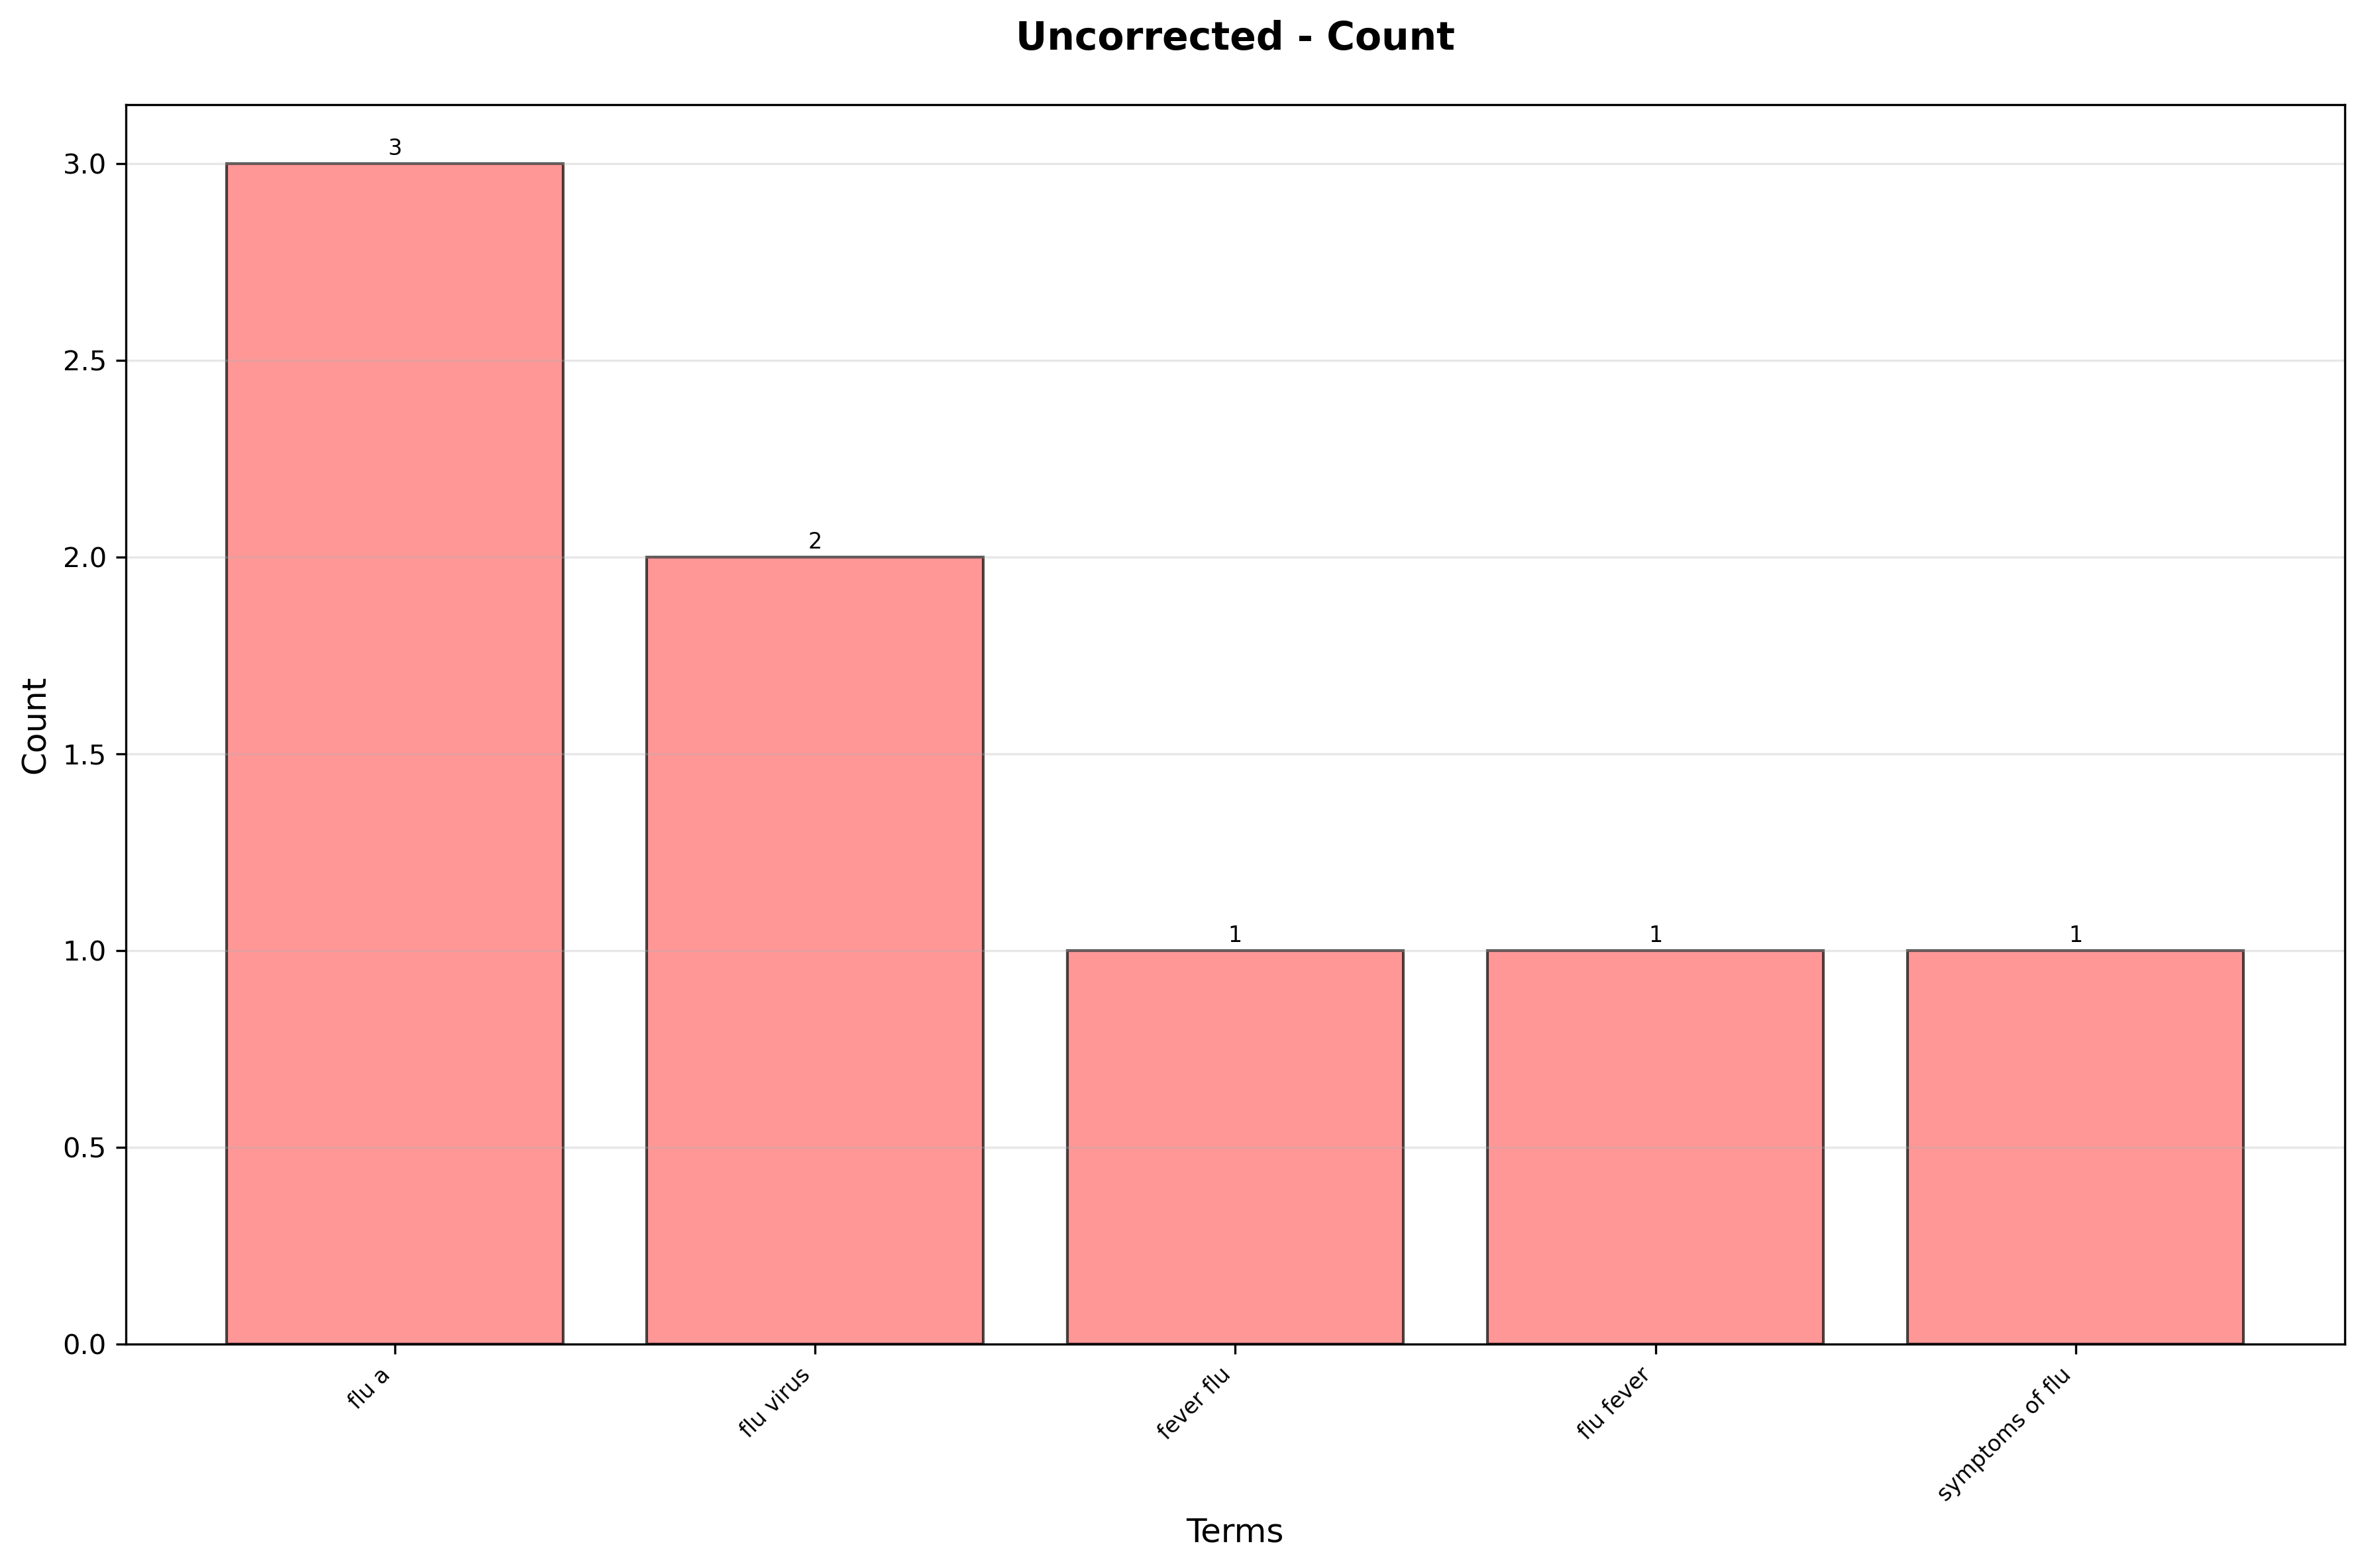 Uncorrected - Count
3
3.0
2.5
2
2.0
Count
1.5
1 1 1
1.0
0.5
0.0
flu a flu virus fever flu flu fever symptoms of flu
Terms